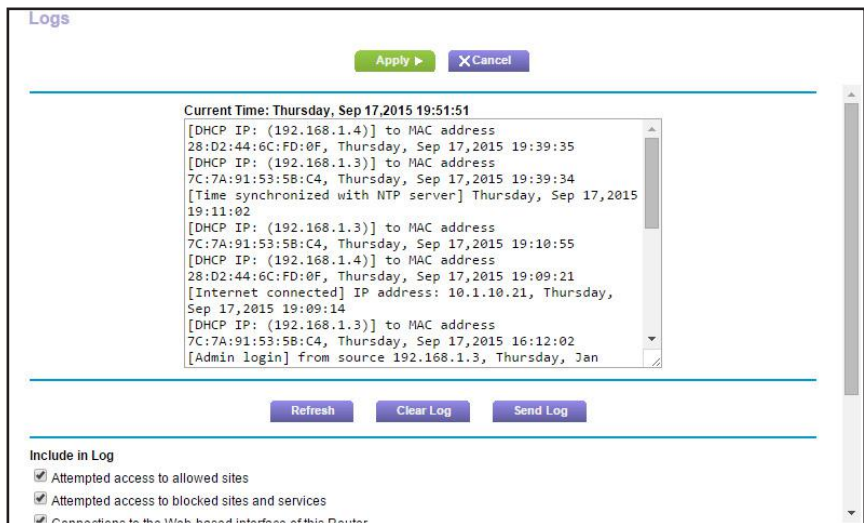 Logs
Apply
Cancel
Current Time: Thursday, Sep 17,2015 19:51:51
[DHCP IP: (192.168.1.4)] to MAC address
28:D2:44:6C:FD:0F, Thursday, Sep 17,2015 19:39:35
[DHCP IP: (192.168.1.3)] to MAC address
7C:7A:91:53:5B:C4, Thursday, Sep 17,2015 19:39:34
[Time synchronized with NTP server] Thursday, Sep 17,2015
19:11:02
[DHCP IP: (192.168.1.3)] to MAC address
7C:7A:91:53:5B:C4, Thursday, Sep 17,2015 19:10:55
[DHCP IP: (192.168.1.4)] to MAC address
28:D2:44:6C:FD:0F, Thursday, Sep 17,2015 19:09:21
[Internet connected] IP address: 10.1.10.21, Thursday,
Sep 17,2015 19:09:14
[DHCP IP: (192.168.1.3)] to MAC address
7C:7A:91:53:5B:C4, Thursday, Sep 17,2015 16:12:02
[Admin login] from source 192.168.1.3, Thursday, Jan
Refresh
Clear Log
Send Log
Include in Log
Attempted access to allowed sites
Attempted access to blocked sites and services
Connections to the Web-based interface of this Router